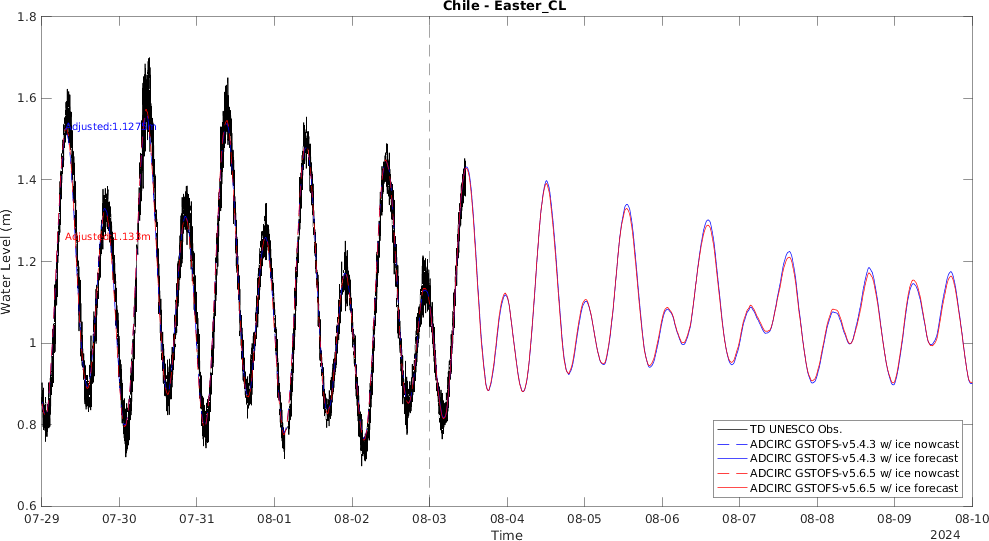 Chile - Easter_CL
1.8
1.6
1.4
1.2
1
0.8
0.6
Water Level (m)
Adjusted:1.127m
Adjusted:1.133m
TD UNESCO Obs.
ADCIRC GSTOFS-v5.4.3 w/ ice nowcast
ADCIRC GSTOFS-v5.4.3 w/ ice forecast
ADCIRC GSTOFS-v5.6.5 w/ ice nowcast
ADCIRC GSTOFS-v5.6.5 w/ ice forecast
07-29 07-30 07-31 08-01 08-02 08-03 08-04 08-05 08-06 08-07 08-08 08-09 08-10
Time
2024